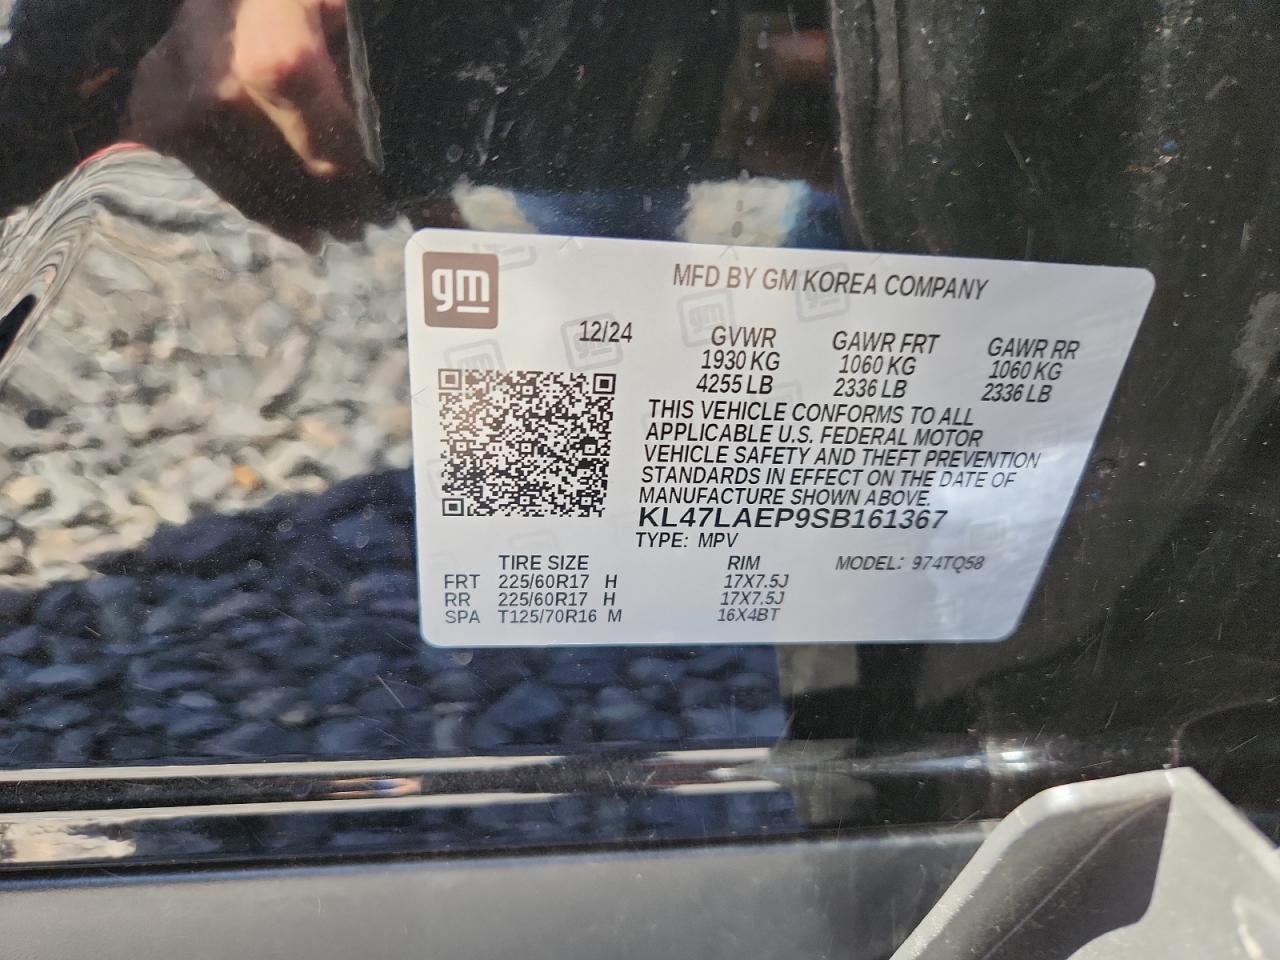 gm
MFD BY GM KOREA COMPANY
12/24 GVWR GAWR FRT GAWR RR
1930 KG 1060 KG 1060 KG
4255 LB 2336 LB 2336 LB
THIS VEHICLE CONFORMS TO ALL
APPLICABLE U.S. FEDERAL MOTOR
VEHICLE SAFETY AND THEFT PREVENTION
STANDARDS IN EFFECT ON THE DATE OF
MANUFACTURE SHOWN ABOVE.
KL47LAEP9SB161367
TYPE: MPV
TIRE SIZE RIM MODEL: 974TQ58
FRT 225/60R17 H 17X7.5J
RR 225/60R17 H 17X7.5J
SPA T125/70R16 M 16X4BT